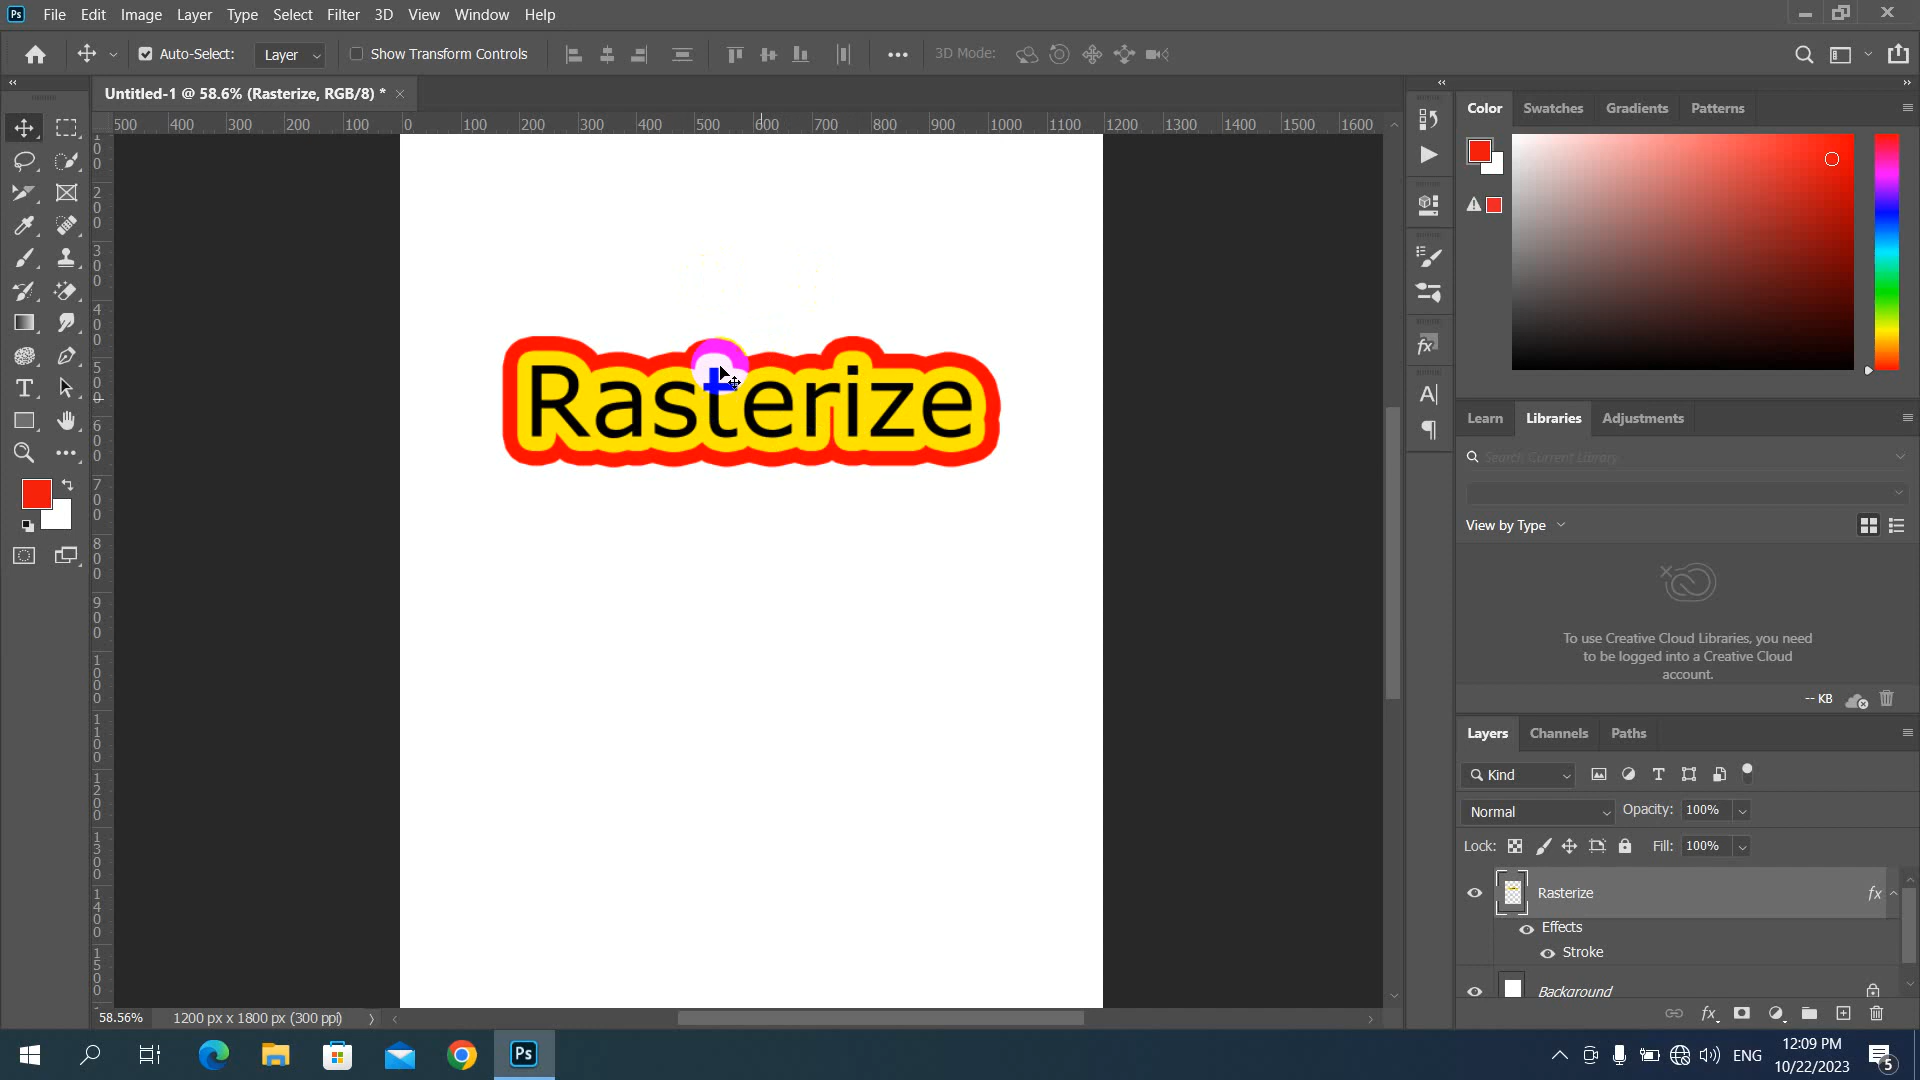 Ps File Edit Image Layer Type Select Filter 3D View Window Help
Auto-Select: Layer Show Transform Controls 3D Mode:
Untitled-1 @ 58.6% (Rasterize, RGB/8) *
500 400 300 200 100 0 100 200 300 400 500 600 700 800 900 1000 1100 1200 1300 1400 1500 1600
Color Swatches Gradients Patterns
Rasterize
Learn Libraries Adjustments
Search Current Library
View by Type
To use Creative Cloud Libraries, you need
to be logged into a Creative Cloud
account.
-- KB
Layers Channels Paths
Kind
Normal Opacity: 100%
Lock: Fill: 100%
Rasterize fx
Effects
Stroke
Background
58.56% 1200 px x 1800 px (300 ppi)
fx
Ps ENG 12:09 PM
10/22/2023 5